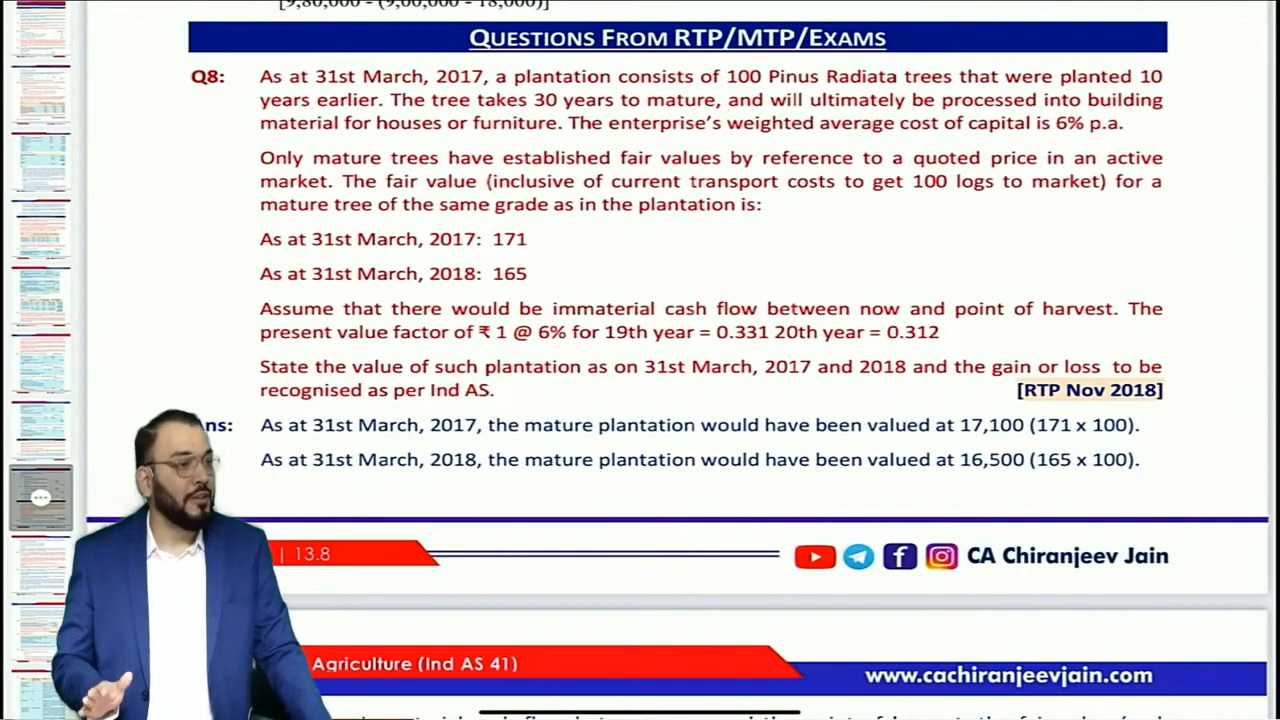 [9,80,000 - (9,00,000 - 18,000)]
QUESTIONS FROM RTP/MTP/EXAMS
Q8: As at 31st March, 2017, a plantation consists of 100 Pinus Radiata trees that were planted 10
years earlier. The tree takes 30 years to mature, and will ultimately be processed into building
material forhouses or furniture. The enterprise's weighted average cost of capital is 6% p.a.
Only mature trees have established fair values by reference to a quoted price in an active
market. The fair value (inclusive of current transport costs to get 100 logs to market) for a
mature tree of the same grade as in the plantation is:
As at 31st March, 2017: 171
As at 31st March, 2018: 165
Assume that there would be immaterial cash flow between now and point of harvest. The
present value factor of ₹ 1 @ 6% for 19th year = 0.331 20th year = 0.312
State the value of such plantation as on 31st March, 2017 and 2018 and the gain or loss to be
recognised as per Ind AS. [RTP Nov 2018]
ns: As at 31st March, 2017, the mature plantation would have been valued at 17,100 (171 x 100).
As at 31st March, 2018, the mature plantation would have been valued at 16,500 (165 x 100).
| 13.8
CA Chiranjeev Jain
Agriculture (Ind AS 41)
www.cachiranjeevjain.com